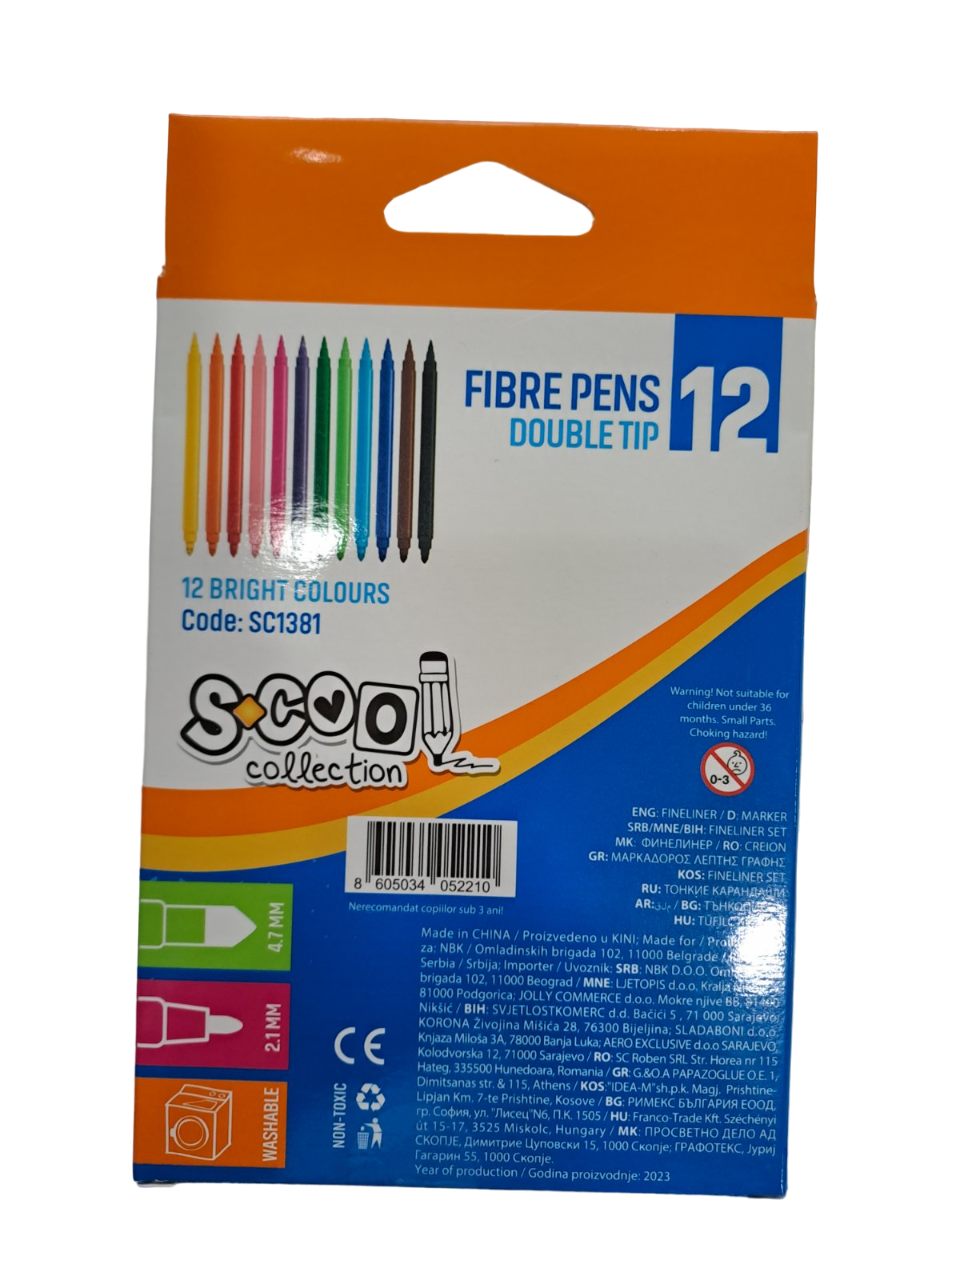 FIBRE PENS
DOUBLE TIP
12
12 BRIGHT COLOURS
Code: SC1381
S·COOL
collection
Warning! Not suitable for
children under 36
months. Small Parts.
Choking hazard!
0-3
ENG: FINELINER / D: MARKER
SRB/MNE/BIH: FINELINER SET
MK: ФИНЕЛИНЕР / RO: CREION
GR: ΜΑΡΚΑΔΟΡΟΣ ΛΕΠΤΗΣ ΓΡΑΦΗΣ
KOS: FINELINER SET
RU: ТОНКИЕ КАРАНДАШИ
AR: / BG:
HU:
8 605034 052210
Nerecomandat copiilor sub 3 ani!
4.7 MM
2.1 MM
WASHABLE
CE
NON-TOXIC
Made in CHINA / Proizvedeno u KINI; Made for /
za: NBK / Omladinskih brigada 102, 11000 Belgrade /
Serbia / Srbija; Importer / Uvoznik: SRB: NBK D.O.O.
brigada 102, 11000 Beograd / MNE: LJETOPIS d.o.o.
81000 Podgorica; JOLLY COMMERCE d.o.o. Mokre njive BB, 81400
Nikšić / BIH: SVJETLOSTKOMERC d.d. Bačići 5 , 71 000 Sarajevo;
KORONA Živojina Mišića 28, 76300 Bijeljina; SLADABONI d.o.o.
Knjaza Miloša 3A, 78000 Banja Luka; AERO EXCLUSIVE d.o.o SARAJEVO,
Kolodvorska 12, 71000 Sarajevo / RO: SC Roben SRL Str. Horea nr 115
Hateg, 335500 Hunedoara, Romania / GR: G.&O.A PAPAZOGLUE O.E. 1,
Dimitsanas str. & 115, Athens / KOS:"IDEA-M"sh.p.k. Magj. Prishtine-
Lipjan Km. 7-te Prishtine, Kosove / BG: РИМЕКС БЪЛГАРИЯ ЕООД,
гр. София, ул. "Лисец"N6, П.К. 1505 / HU: Franco-Trade Kft. Széchenyi
út 15-17, 3525 Miskolc, Hungary / MK: ПРОСВЕТНО ДЕЛО АД
СКОПЈЕ, Димитрие Цуповски 15, 1000 Скопје; ГРАФОТЕКС, Јуриј
Гагарин 55, 1000 Скопје.
Year of production / Godina proizvodnje: 2023